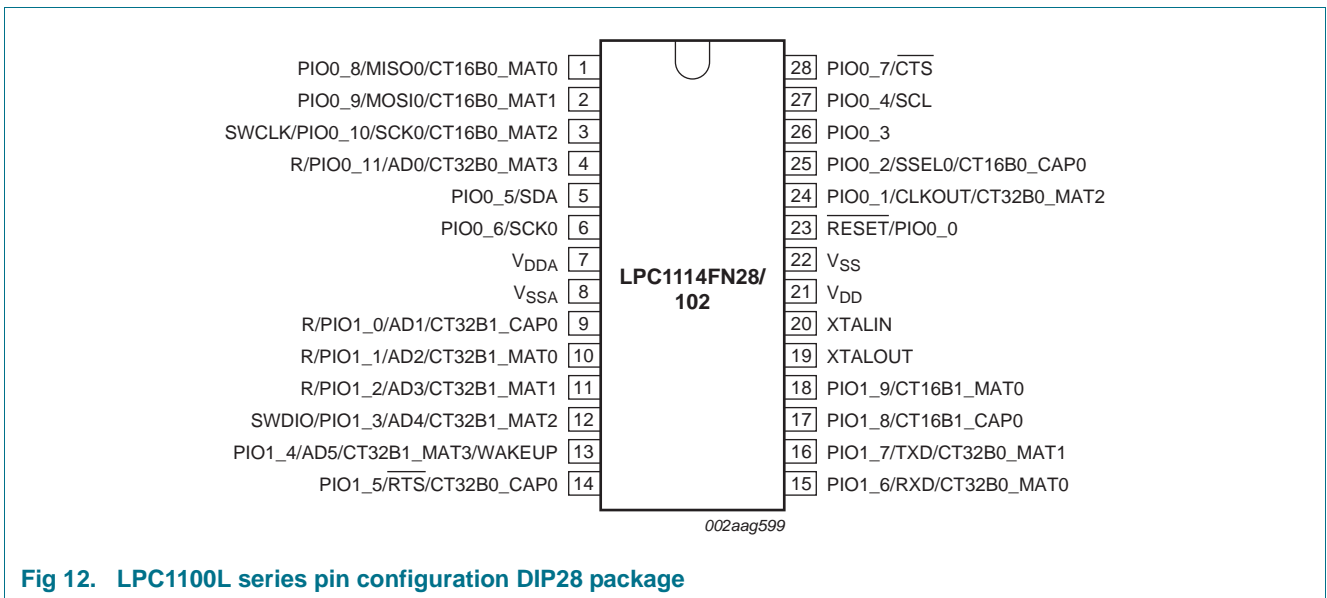 PIO0_8/MISO0/CT16B0_MAT0 1
PIO0_9/MOSI0/CT16B0_MAT1 2
SWCLK/PIO0_10/SCK0/CT16B0_MAT2 3
R/PIO0_11/AD0/CT32B0_MAT3 4
PIO0_5/SDA 5
PIO0_6/SCK0 6
VDDA 7
VSSA 8
R/PIO1_0/AD1/CT32B1_CAP0 9
R/PIO1_1/AD2/CT32B1_MAT0 10
R/PIO1_2/AD3/CT32B1_MAT1 11
SWDIO/PIO1_3/AD4/CT32B1_MAT2 12
PIO1_4/AD5/CT32B1_MAT3/WAKEUP 13
PIO1_5/RTS/CT32B0_CAP0 14
LPC1114FN28/
102
28 PIO0_7/CTS
27 PIO0_4/SCL
26 PIO0_3
25 PIO0_2/SSEL0/CT16B0_CAP0
24 PIO0_1/CLKOUT/CT32B0_MAT2
23 RESET/PIO0_0
22 VSS
21 VDD
20 XTALIN
19 XTALOUT
18 PIO1_9/CT16B1_MAT0
17 PIO1_8/CT16B1_CAP0
16 PIO1_7/TXD/CT32B0_MAT1
15 PIO1_6/RXD/CT32B0_MAT0
002aag599
Fig 12. LPC1100L series pin configuration DIP28 package